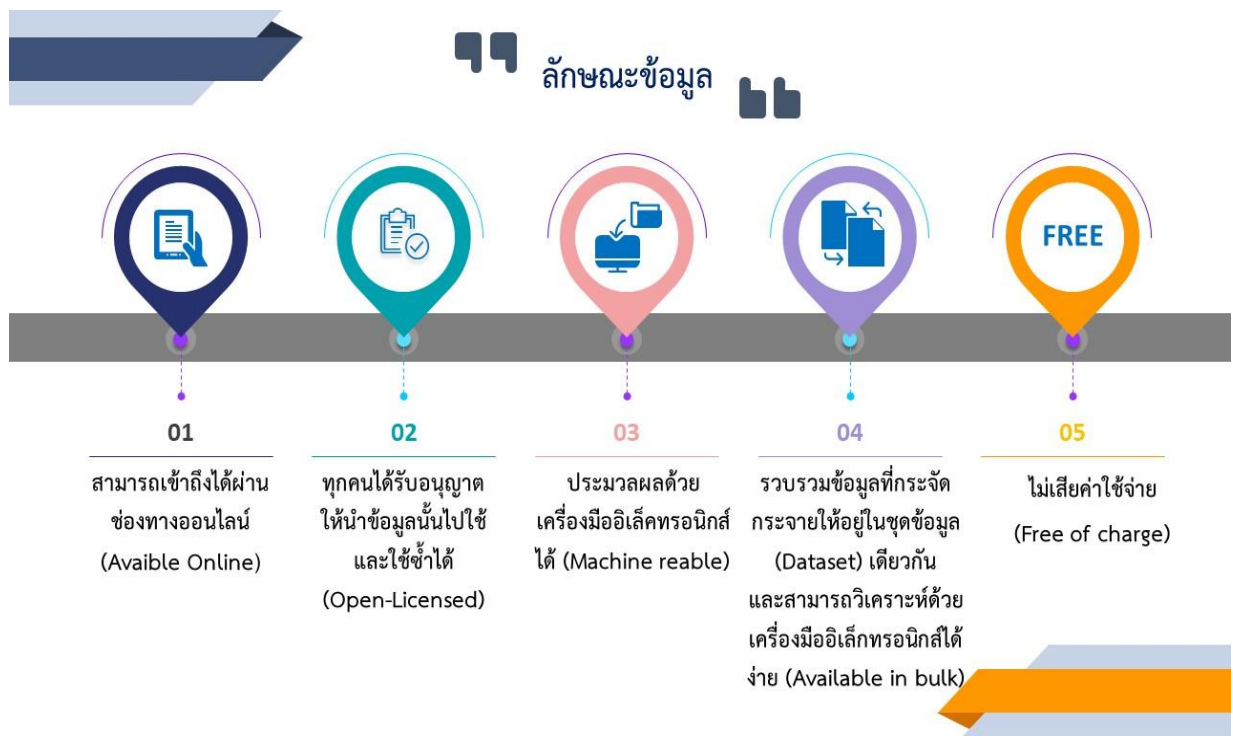 ลักษณะข้อมูล
FREE
01
สามารถเข้าถึงได้ผ่าน
ช่องทางออนไลน์
(Avaible Online)
02
ทุกคนได้รับอนุญาต
ให้นำข้อมูลนั้นไปใช้
และใช้ซ้ำได้
(Open-Licensed)
03
ประมวลผลด้วย
เครื่องมืออิเล็คทรอนิกส์
ได้ (Machine reable)
04
รวบรวมข้อมูลที่กระจัด
กระจายให้อยู่ในชุดข้อมูล
(Dataset) เดียวกัน
และสามารถวิเคราะห์ด้วย
เครื่องมืออิเล็กทรอนิกส์ได้
ง่าย (Available in bulk)
05
ไม่เสียค่าใช้จ่าย
(Free of charge)